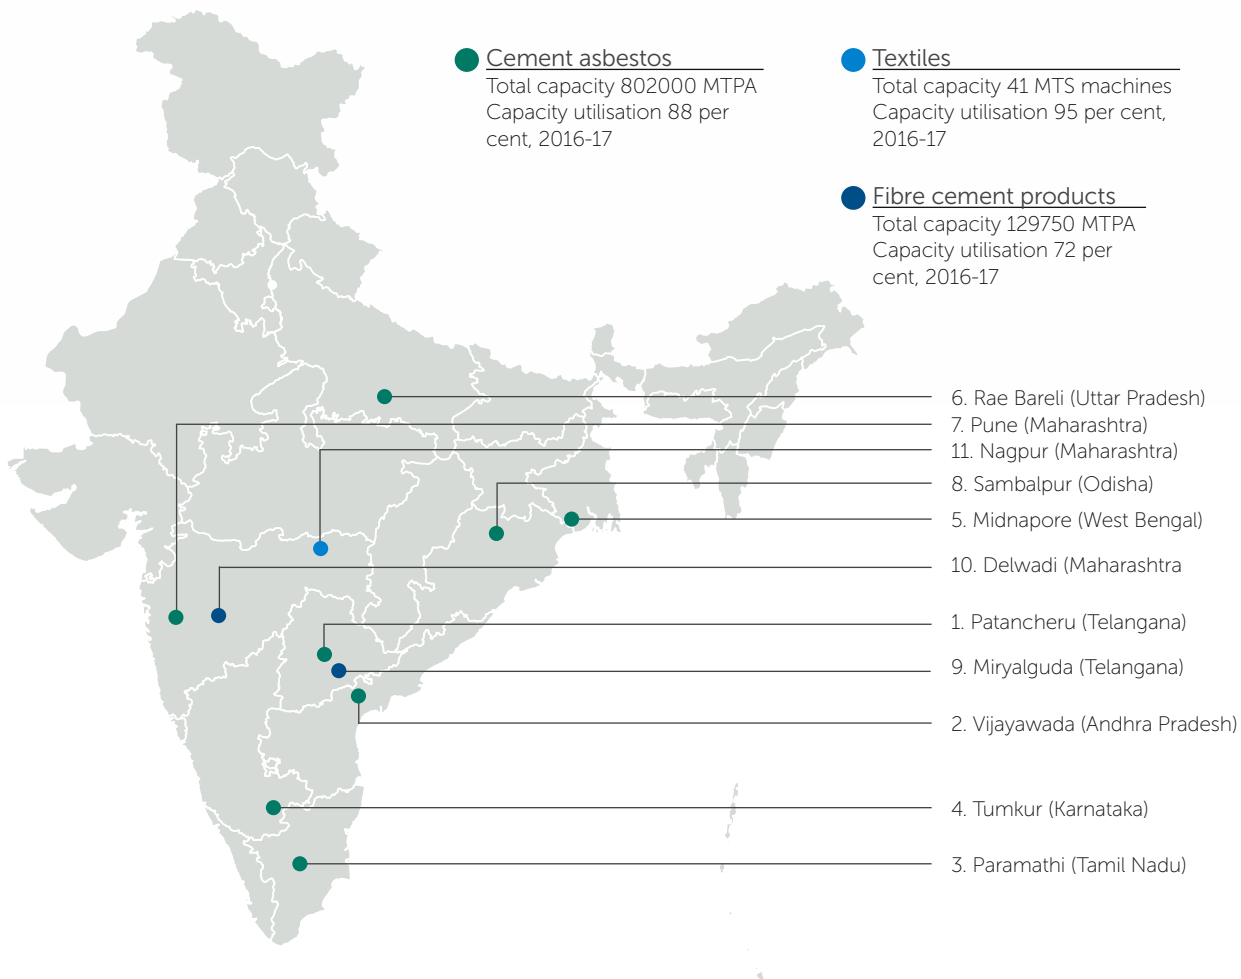 Cement asbestos
Total capacity 802000 MTPA
Capacity utilisation 88 per
cent, 2016-17
Textiles
Total capacity 41 MTS machines
Capacity utilisation 95 per cent,
2016-17
Fibre cement products
Total capacity 129750 MTPA
Capacity utilisation 72 per
cent, 2016-17
6. Rae Bareli (Uttar Pradesh)
7. Pune (Maharashtra)
11. Nagpur (Maharashtra)
8. Sambalpur (Odisha)
5. Midnapore (West Bengal)
10. Delwadi (Maharashtra
1. Patancheru (Telangana)
9. Miryalguda (Telangana)
2. Vijayawada (Andhra Pradesh)
4. Tumkur (Karnataka)
3. Paramathi (Tamil Nadu)